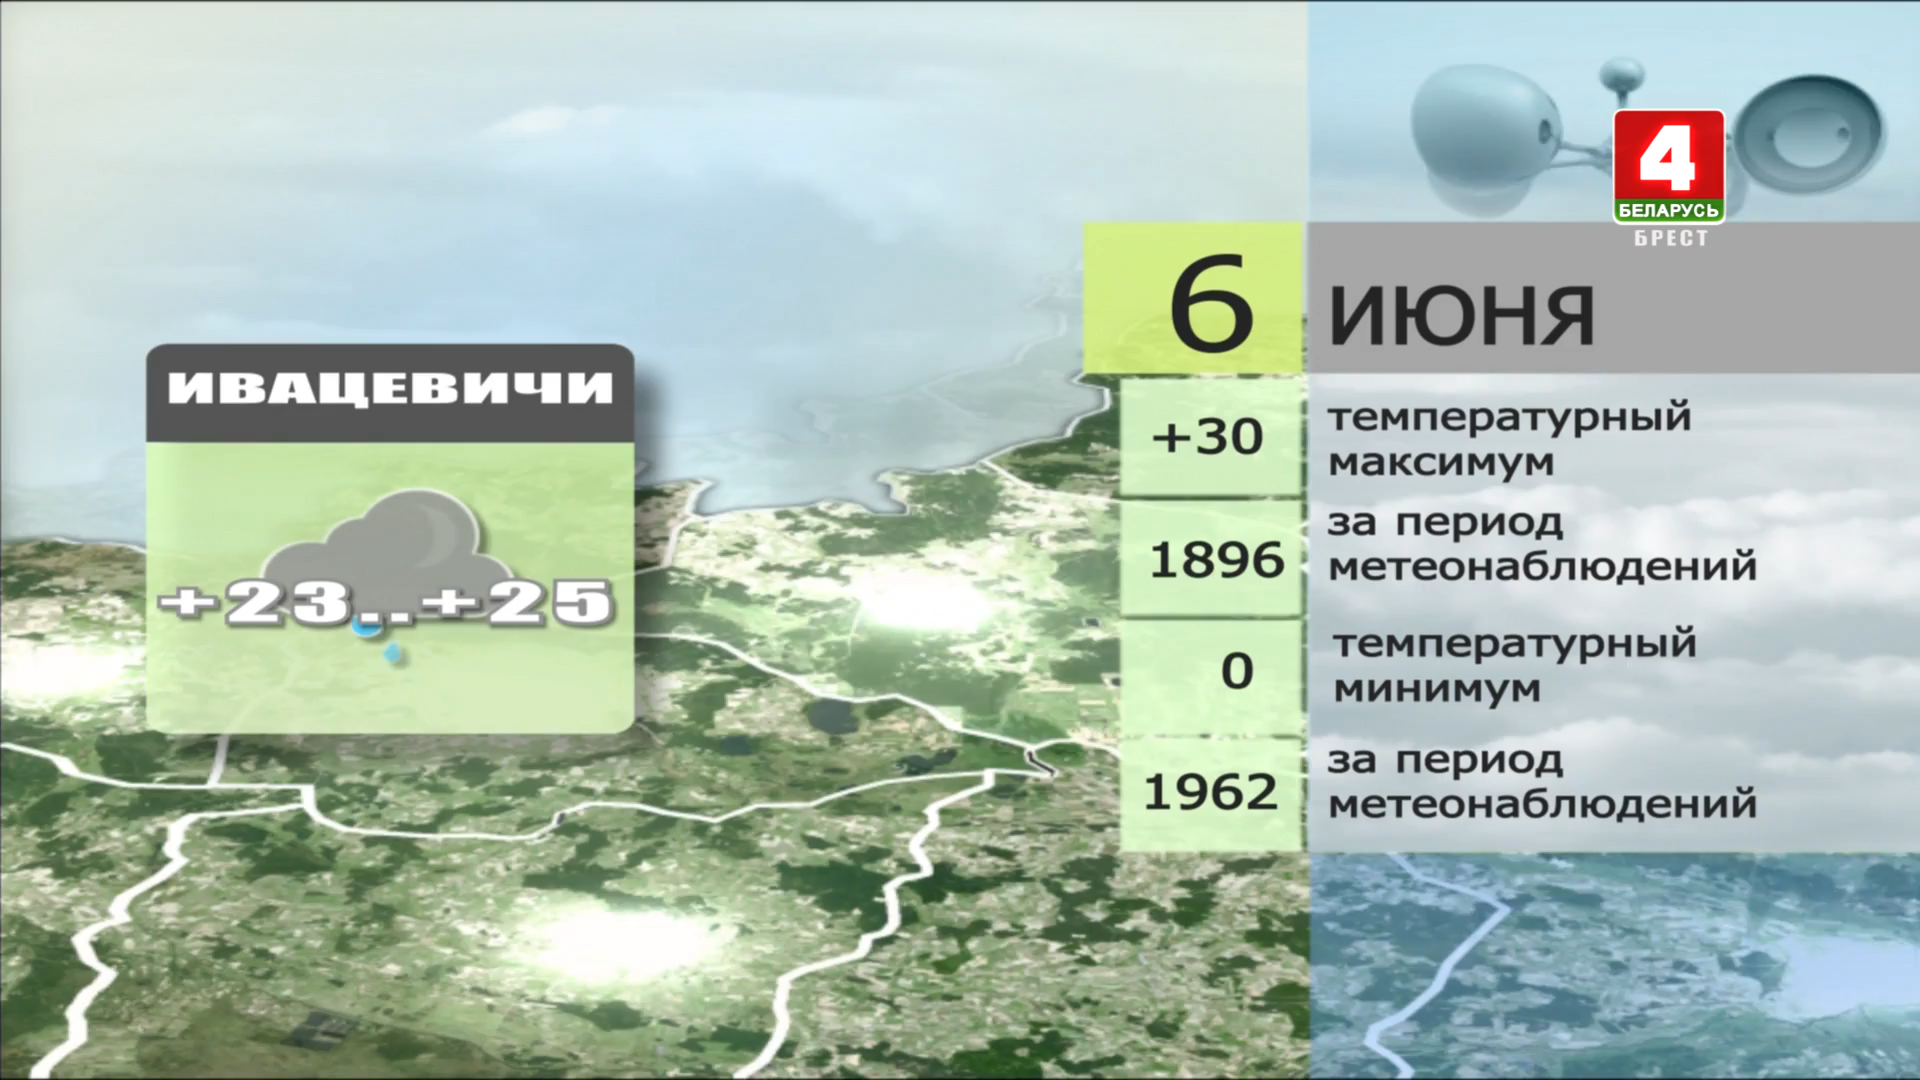 4
БЕЛАРУСЬ
БРЕСТ
6 ИЮНЯ
ИВАЦЕВИЧИ
+23..+25
+30 температурный
максимум
1896 за период
метеонаблюдений
0 температурный
минимум
1962 за период
метеонаблюдений